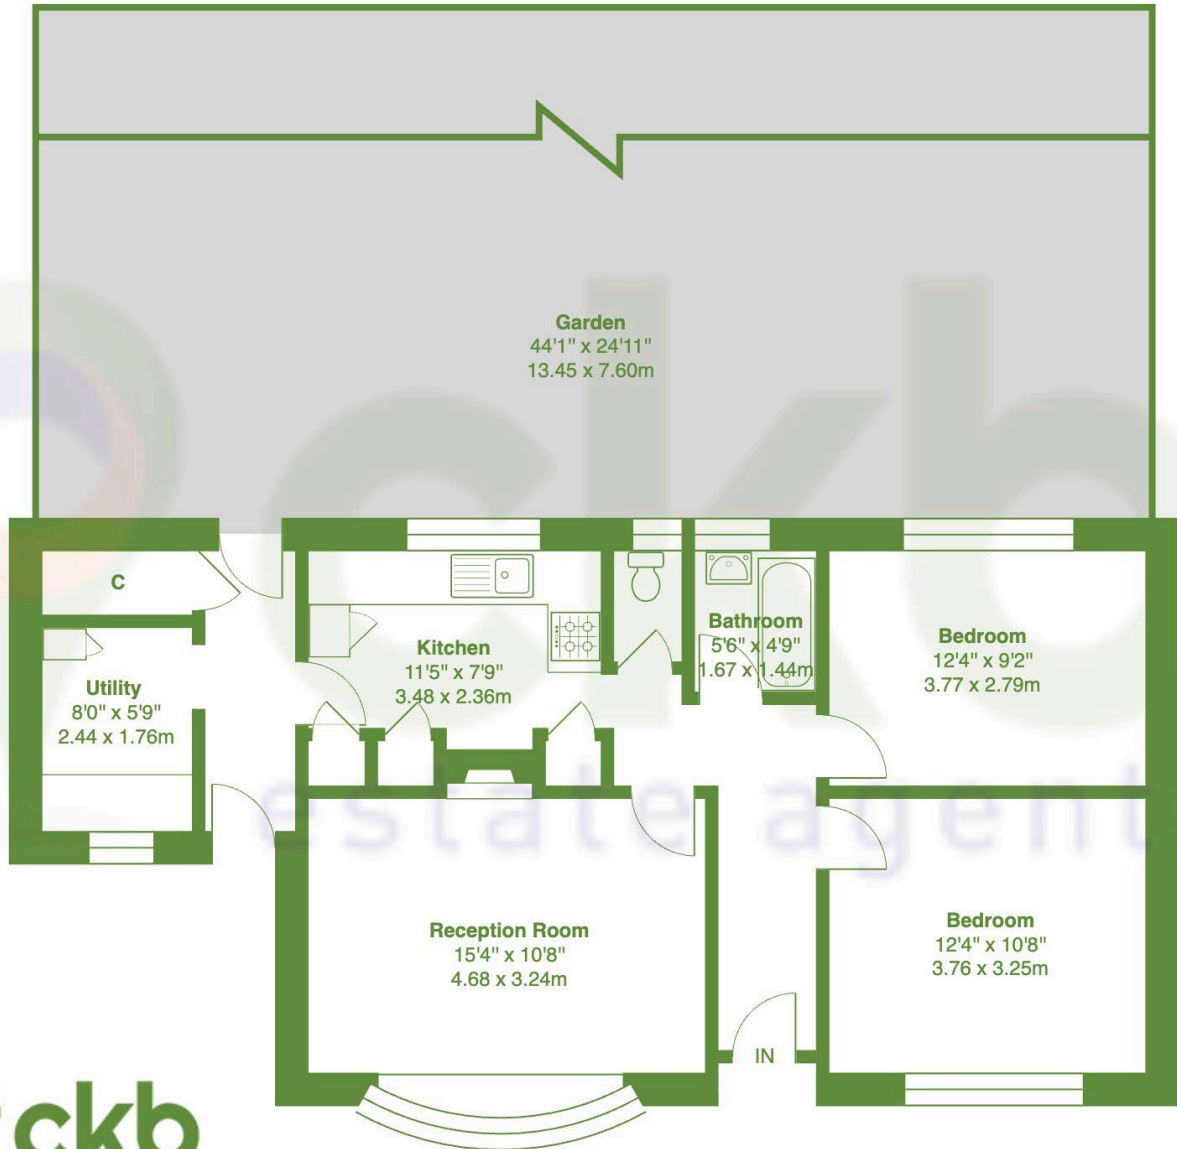 Garden
44'1" x 24'11"
13.45 x 7.60m
ckb
estate agent
C
Kitchen
11'5" x 7'9"
3.48 x 2.36m
Bathroom
5'6" x 4'9"
1.67 x 1.44m
Bedroom
12'4" x 9'2"
3.77 x 2.79m
Utility
8'0" x 5'9"
2.44 x 1.76m
Reception Room
15'4" x 10'8"
4.68 x 3.24m
Bedroom
12'4" x 10'8"
3.76 x 3.25m
IN
ckb